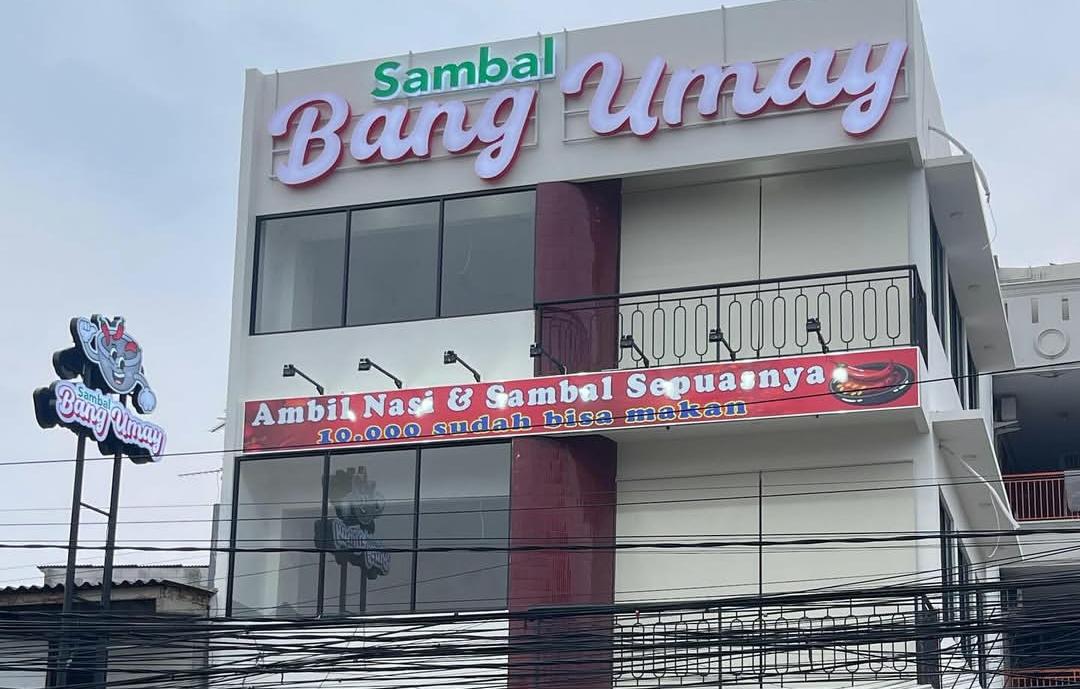 Sambal
Bang Umay
Ambil Nasi & Sambal Sepuasnya
10.000 sudah bisa makan
Sambal
Bang Umay